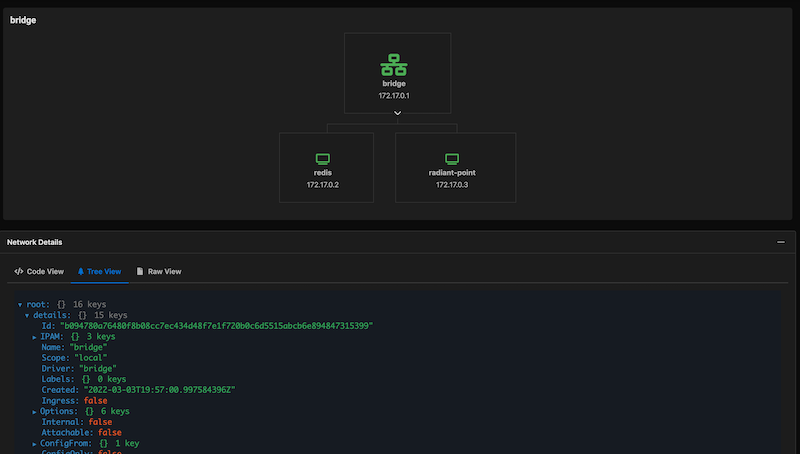 bridge
bridge
172.17.0.1
redis
172.17.0.2
radiant-point
172.17.0.3
Network Details
Code View
Tree View
Raw View
root: {} 16 keys
details: {} 15 keys
Id: "b094780a76480f8b08cc7ec434d48f7e1f720b0c6d5515abcb6e894847315399"
IPAM: {} 3 keys
Name: "bridge"
Scope: "local"
Driver: "bridge"
Labels: {} 0 keys
Created: "2022-03-03T19:57:00.997584396Z"
Ingress: false
Options: {} 6 keys
Internal: false
Attachable: false
ConfigFrom: {} 1 key
ConfigOnly: false